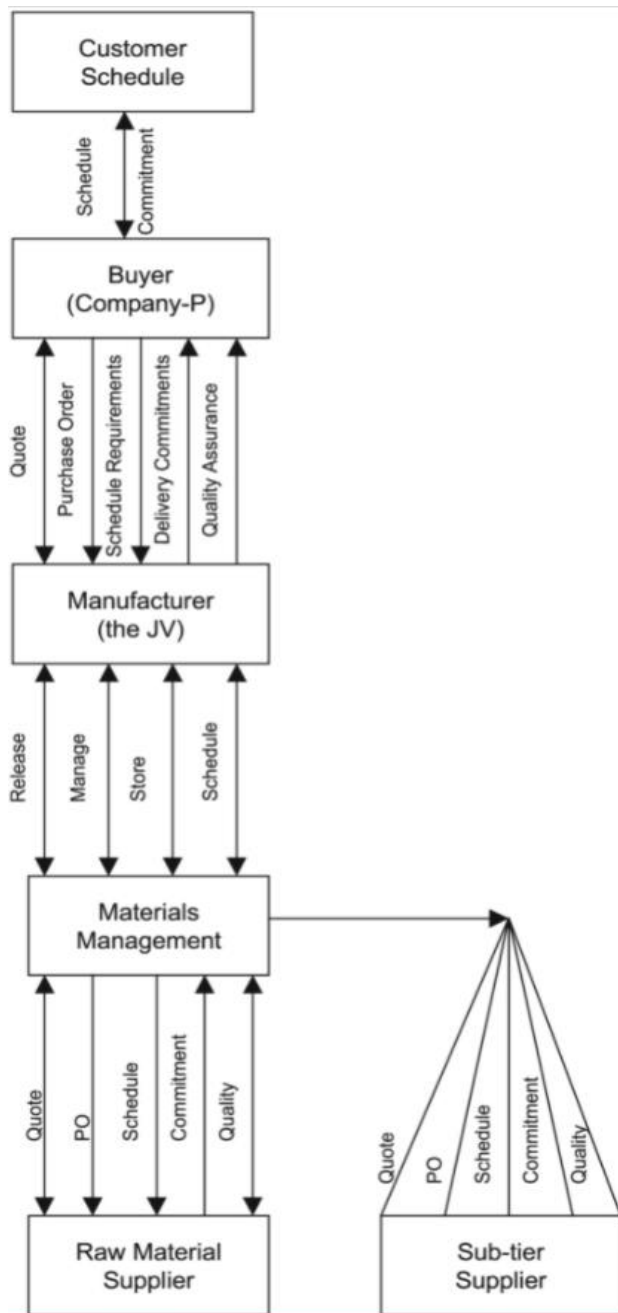 Customer
Schedule
Schedule
Commitment
Buyer
(Company-P)
Quote
Purchase Order
Schedule Requirements
Delivery Commitments
Quality Assurance
Manufacturer
(the JV)
Release
Manage
Store
Schedule
Materials
Management
Quote
PO
Schedule
Commitment
Quality
Quote
PO
Schedule
Commitment
Quality
Raw Material
Supplier
Sub-tier
Supplier